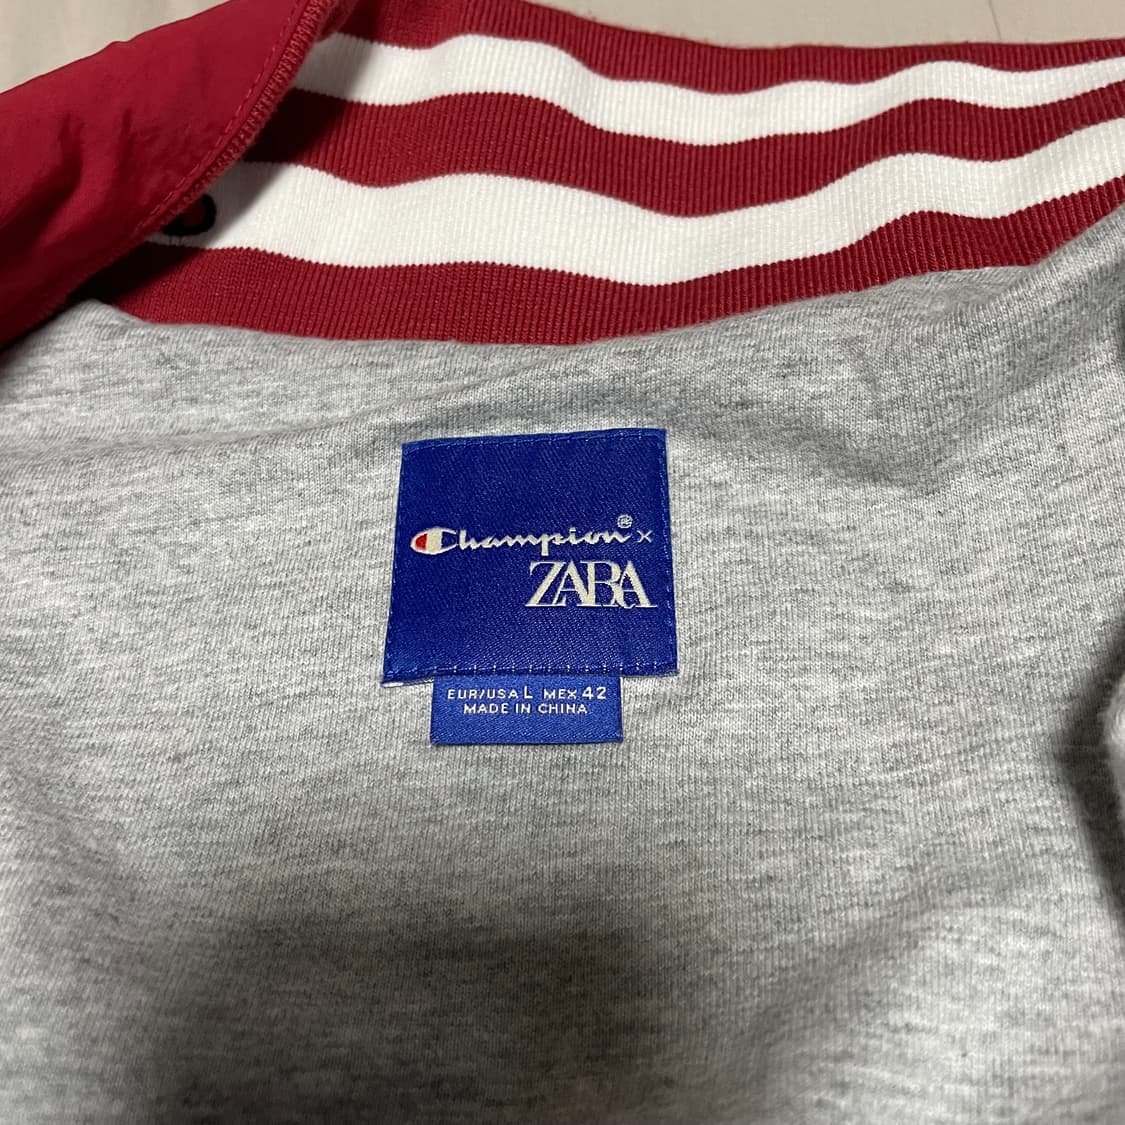 Champion® ×
ZARA
EUR/USA L MEX 42
MADE IN CHINA